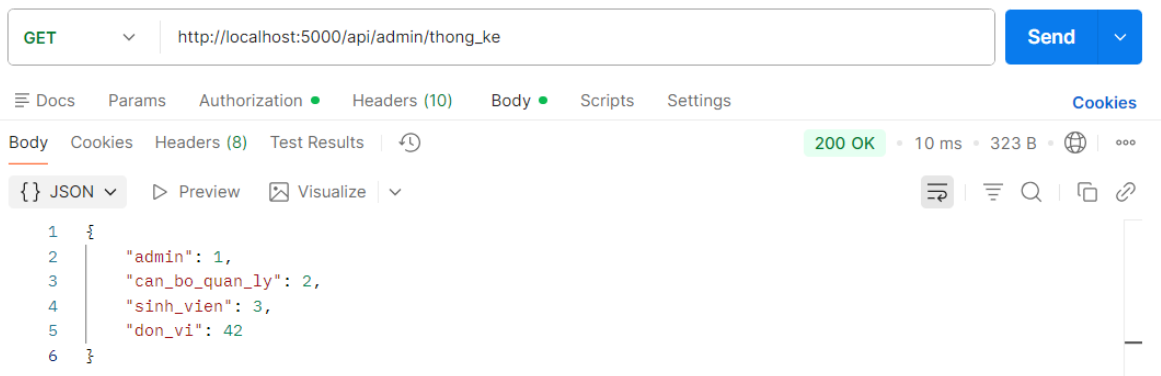 GET http://localhost:5000/api/admin/thong_ke Send
Docs Params Authorization Headers (10) Body Scripts Settings Cookies
Body Cookies Headers (8) Test Results 200 OK 10 ms 323 B
{} JSON Preview Visualize
1 {
2 "admin": 1,
3 "can_bo_quan_ly": 2,
4 "sinh_vien": 3,
5 "don_vi": 42
6 }